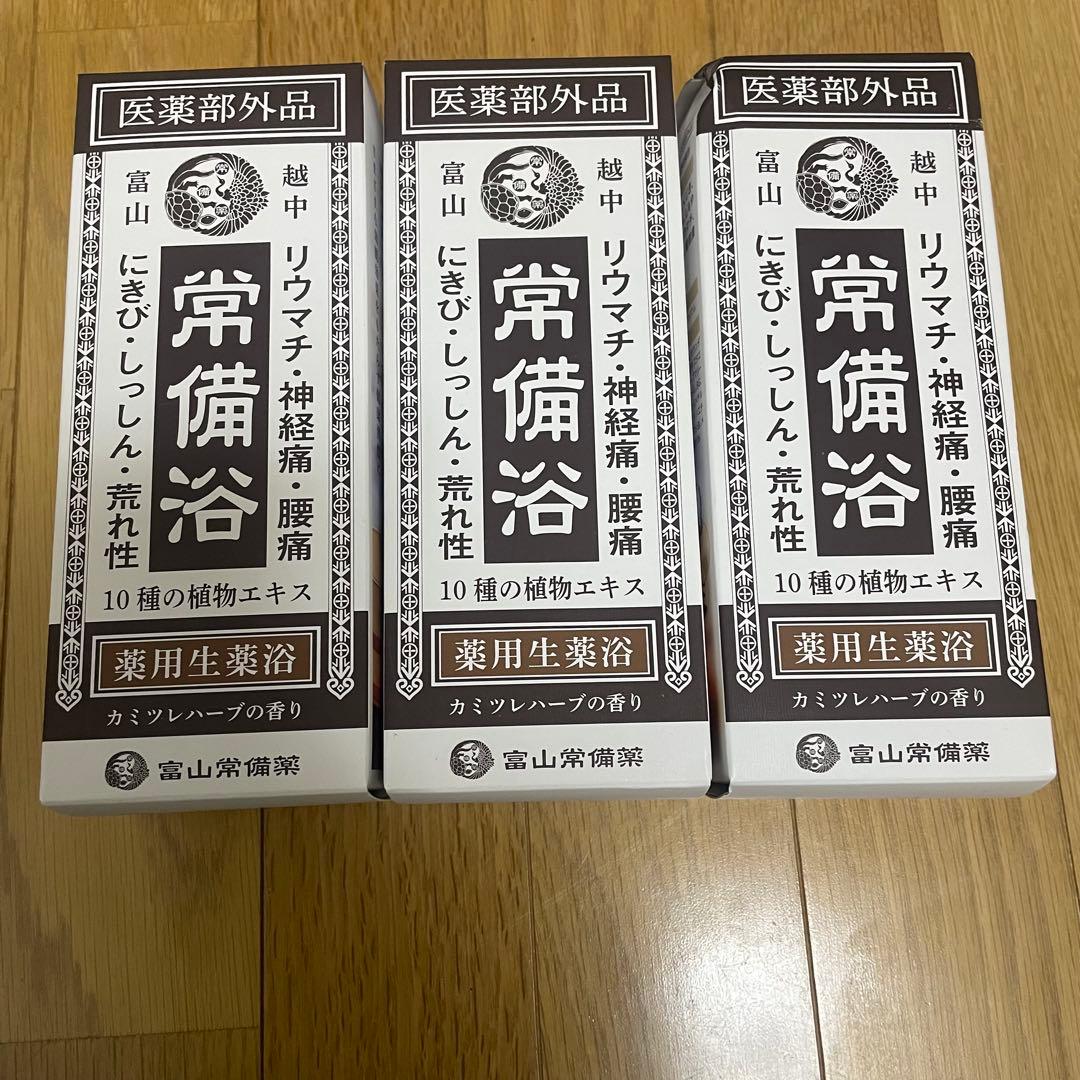 医薬部外品
越中
富山
常備薬
リウマチ・神経痛・腰痛
常備浴
にきび・しっしん・荒れ性
10種の植物エキス
薬用生薬浴
カミツレハーブの香り
富山常備薬
医薬部外品
越中
富山
常備薬
リウマチ・神経痛・腰痛
常備浴
にきび・しっしん・荒れ性
10種の植物エキス
薬用生薬浴
カミツレハーブの香り
富山常備薬
医薬部外品
越中
富山
常備薬
リウマチ・神経痛・腰痛
常備浴
にきび・しっしん・荒れ性
10種の植物エキス
薬用生薬浴
カミツレハーブの香り
富山常備薬